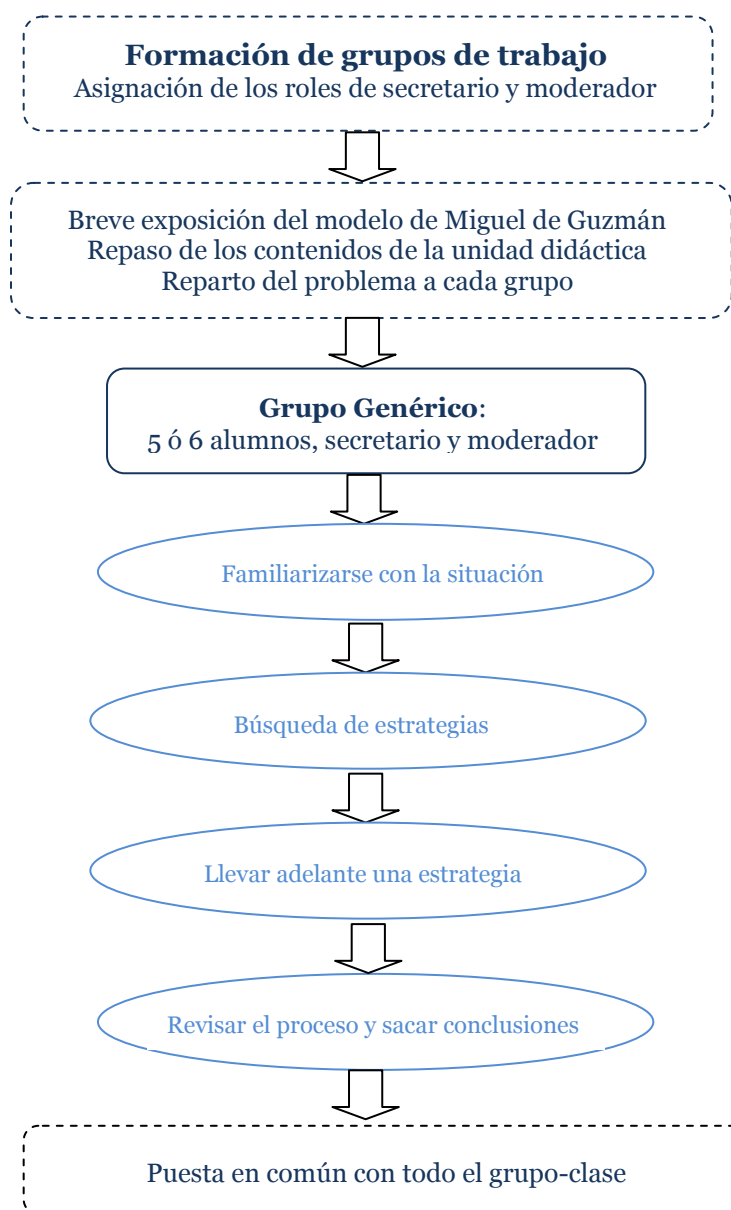 Formación de grupos de trabajo
Asignación de los roles de secretario y moderador
Breve exposición del modelo de Miguel de Guzmán
Repaso de los contenidos de la unidad didáctica
Reparto del problema a cada grupo
Grupo Genérico:
5 ó 6 alumnos, secretario y moderador
Familiarizarse con la situación
Búsqueda de estrategias
Llevar adelante una estrategia
Revisar el proceso y sacar conclusiones
Puesta en común con todo el grupo-clase